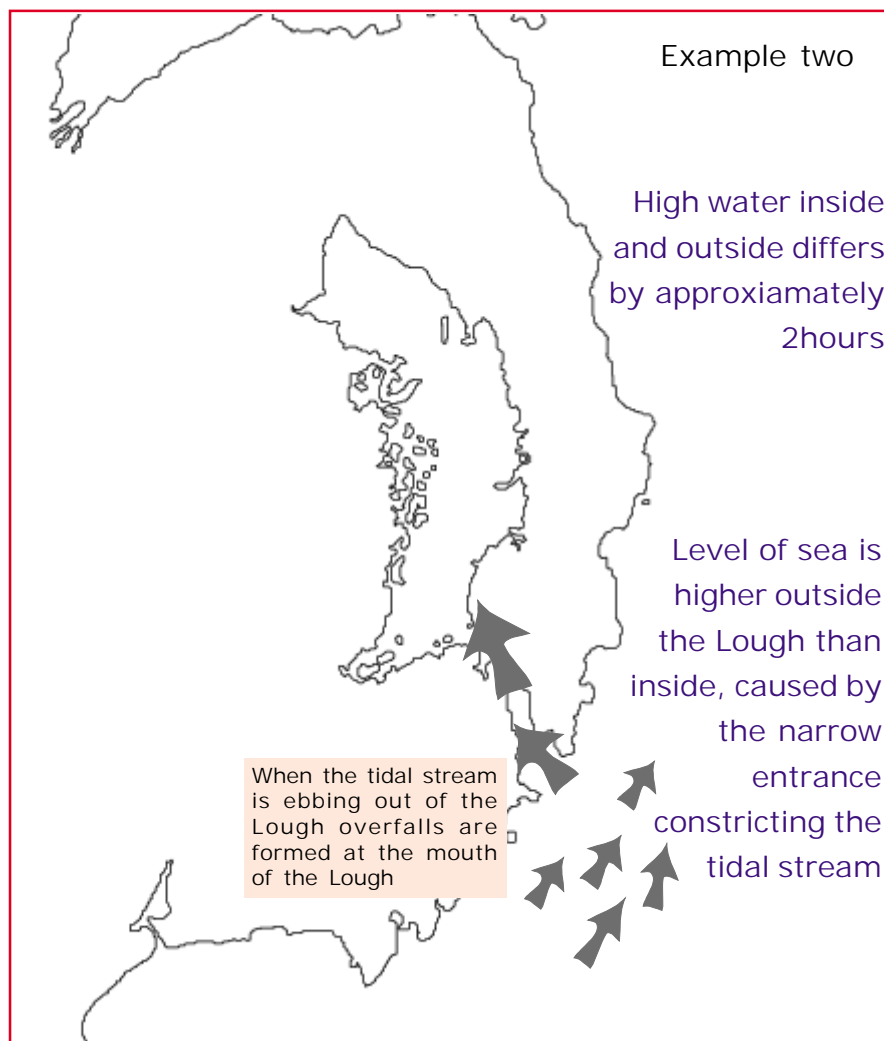 Example two
High water inside
and outside differs
by approxiamately
2hours
Level of sea is
higher outside
the Lough than
inside, caused by
the narrow
entrance
constricting the
tidal stream
When the tidal stream
is ebbing out of the
Lough overfalls are
formed at the mouth
of the Lough